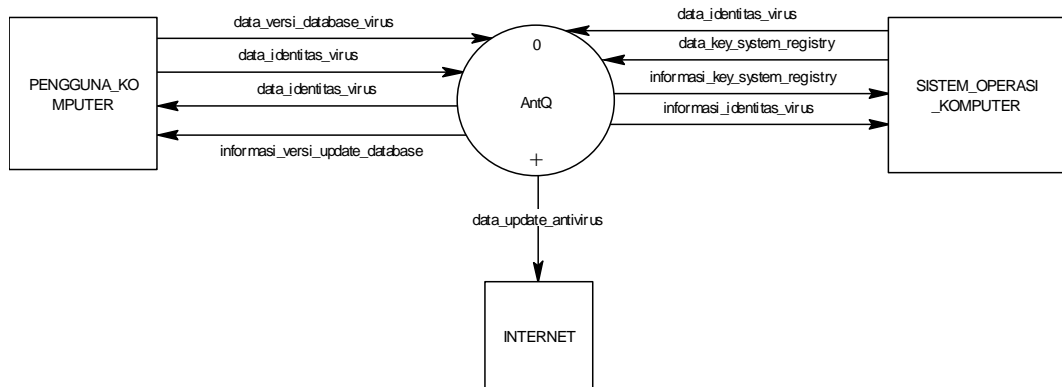 data_versi_database_virus
data_identitas_virus
data_identitas_virus
informasi_versi_update_database
PENGGUNA_KO
MPUTER
0
AntQ
+
data_identitas_virus
data_key_system_registry
informasi_key_system_registry
informasi_identitas_virus
SISTEM_OPERASI
_KOMPUTER
data_update_antivirus
INTERNET